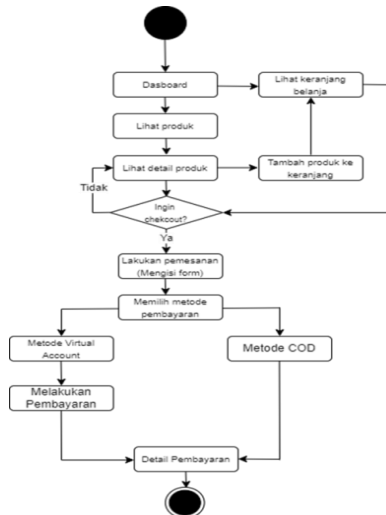 Dasboard
Lihat keranjang
belanja
Lihat produk
Lihat detail produk
Tambah produk ke
keranjang
Tidak
Ingin
chekcout?
Ya
Lakukan pemesanan
(Mengisi form)
Memilih metode
pembayaran
Metode Virtual
Account
Metode COD
Melakukan
Pembayaran
Detail Pembayaran